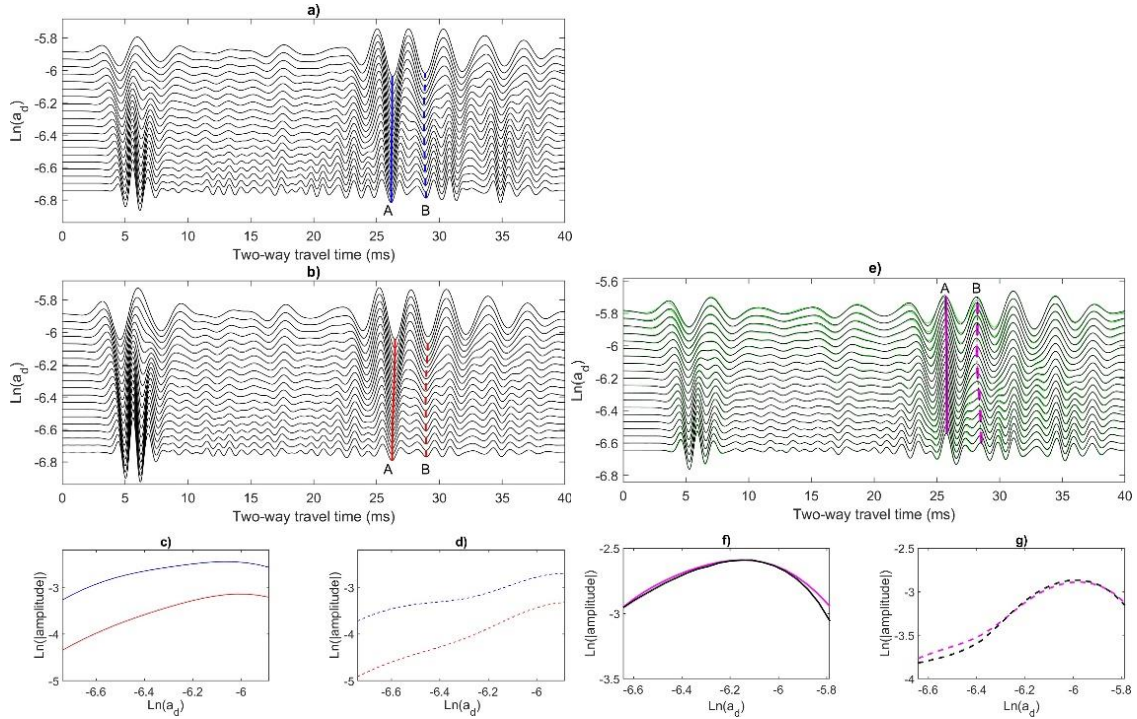 a)
-5.8
-6
-6.2
-6.4
-6.6
-6.8
Ln(a_d)
A
B
0 5 10 15 20 25 30 35 40
Two-way travel time (ms)
b)
-5.8
-6
-6.2
-6.4
-6.6
-6.8
Ln(a_d)
A
B
0 5 10 15 20 25 30 35 40
Two-way travel time (ms)
e)
-5.6
-5.8
-6
-6.2
-6.4
-6.6
-6.8
Ln(a_d)
A
B
0 5 10 15 20 25 30 35 40
Two-way travel time (ms)
c)
-3
-4
-5
Ln(|amplitude|)
-6.6 -6.4 -6.2 -6
Ln(a_d)
d)
-3
-4
-5
Ln(|amplitude|)
-6.6 -6.4 -6.2 -6
Ln(a_d)
f)
-2.5
-3
-3.5
Ln(|amplitude|)
-6.6 -6.4 -6.2 -6 -5.8
Ln(a_d)
g)
-2.5
-3
-3.5
-4
Ln(|amplitude|)
-6.6 -6.4 -6.2 -6 -5.8
Ln(a_d)